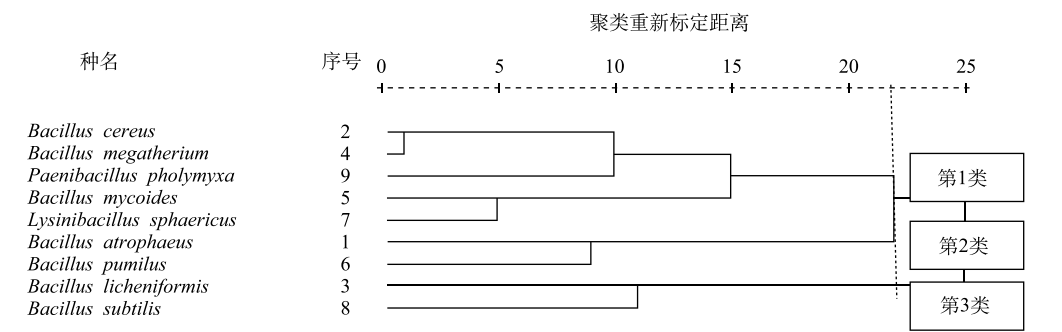 聚类重新标定距离
种名 序号 0 5 10 15 20 25
Bacillus cereus 2
Bacillus megatherium 4
Paenibacillus pholymyxa 9
Bacillus mycoides 5
Lysinibacillus sphaericus 7
Bacillus atrophaeus 1
Bacillus pumilus 6
Bacillus licheniformis 3
Bacillus subtilis 8
第1类
第2类
第3类